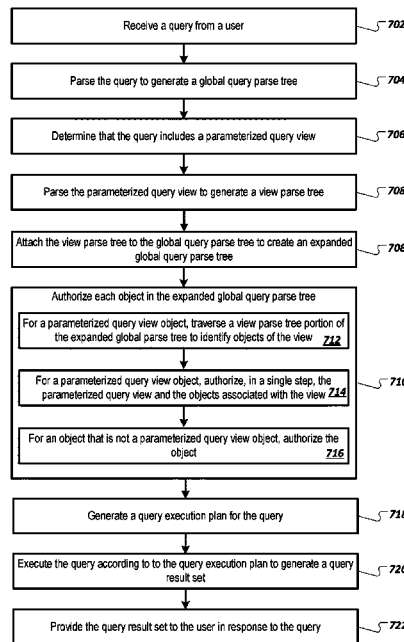 Receive a query from a user
702
Parse the query to generate a global query parse tree
704
Determine that the query includes a parameterized query view
706
Parse the parameterized query view to generate a view parse tree
708
Attach the view parse tree to the global query parse tree to create an expanded
global query parse tree
708
Authorize each object in the expanded global query parse tree
For a parameterized query view object, traverse a view parse tree portion of
the expanded global parse tree to identify objects of the view
712
For a parameterized query view object, authorize, in a single step, the
parameterized query view and the objects associated with the view
714
710
For an object that is not a parameterized query view object, authorize the
object
716
Generate a query execution plan for the query
718
Execute the query according to to the query execution plan to generate a query
result set
720
Provide the query result set to the user in response to the query
722